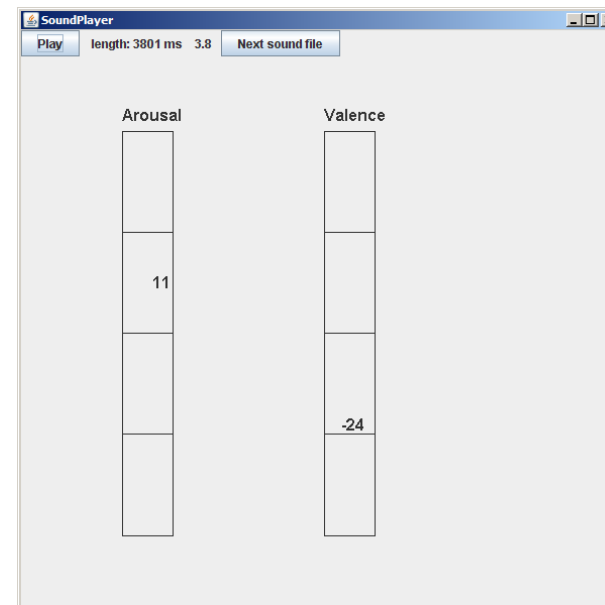 SoundPlayer
Play length: 3801 ms 3.8 Next sound file
Arousal Valence
11
-24